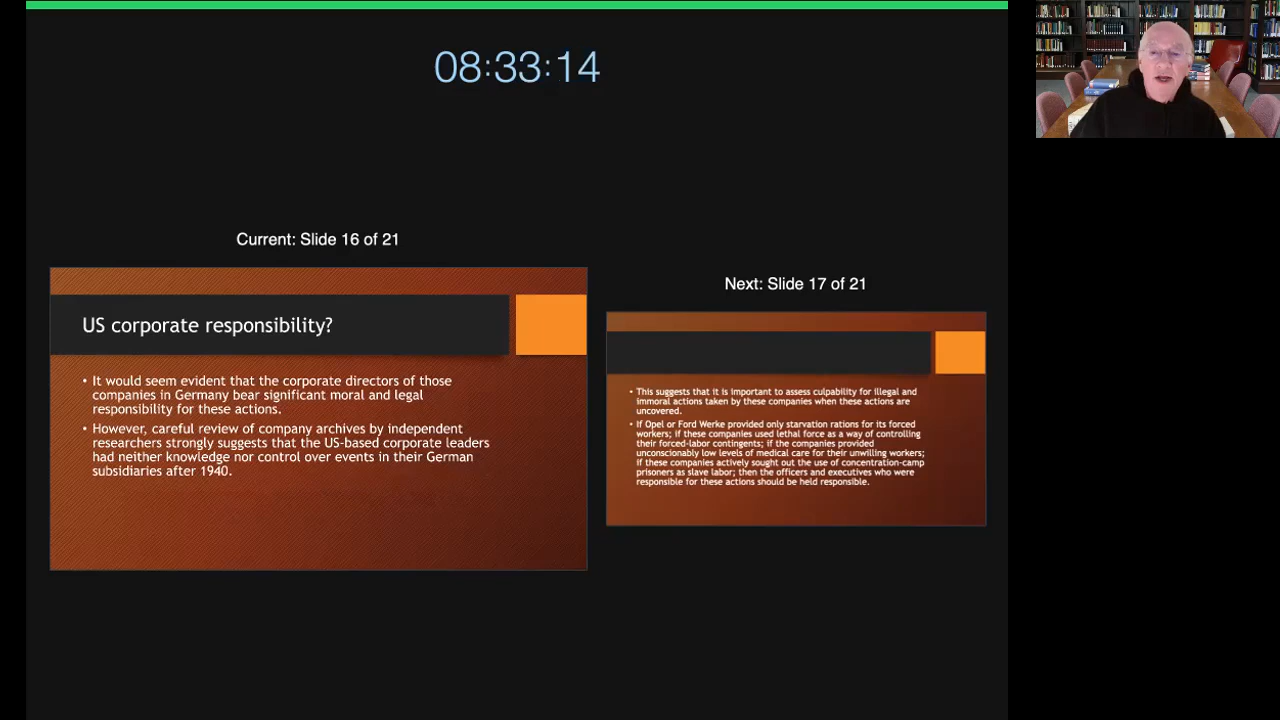 08:33:14
Current: Slide 16 of 21
US corporate responsibility?
• It would seem evident that the corporate directors of those
companies in Germany bear significant moral and legal
responsibility for these actions.
• However, careful review of company archives by independent
researchers strongly suggests that the US-based corporate leaders
had neither knowledge nor control over events in their German
subsidiaries after 1940.
Next: Slide 17 of 21
• This suggests that it is important to assess culpability for illegal and
immoral actions taken by these companies when these actions are
uncovered.
• If Opel or Ford Werke provided only starvation rations for its forced
workers; if these companies used lethal force as a way of controlling
their forced-labor contingents; if the companies provided
unconscionably low levels of medical care for their unwilling workers;
if these companies actively sought out the use of concentration-camp
prisoners as slave labor; then the officers and executives who were
responsible for these actions should be held responsible.